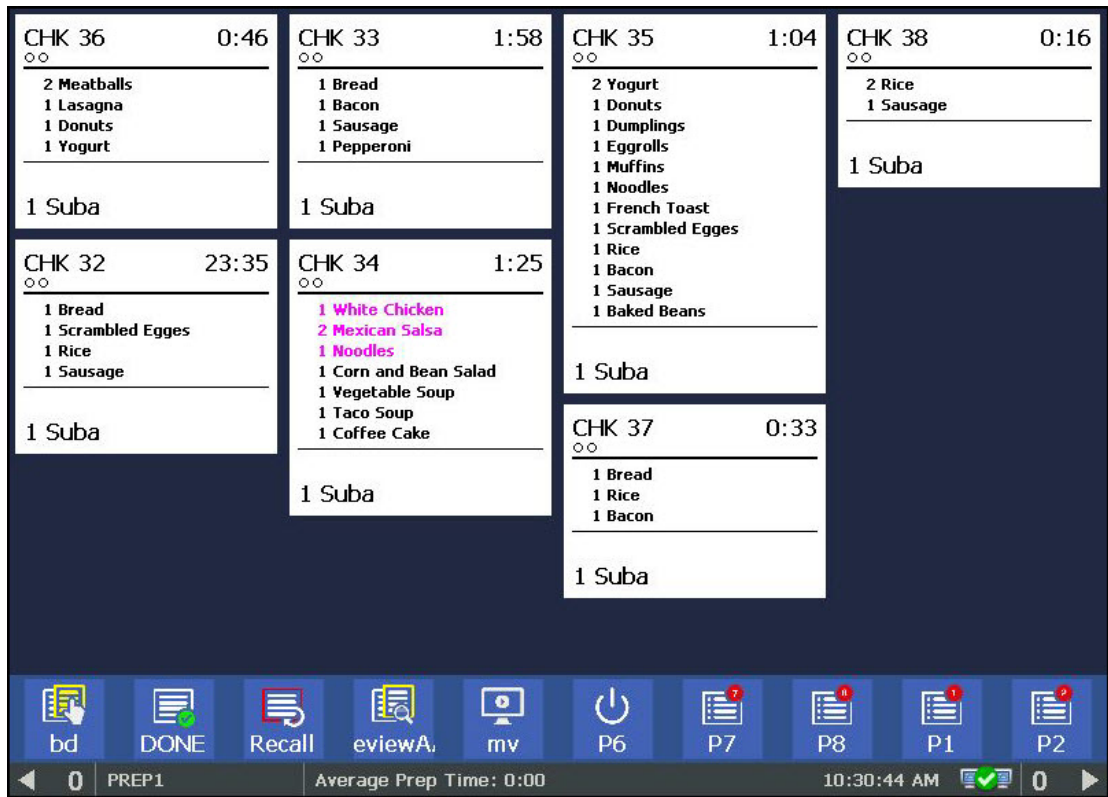 CHK 36 0:46
2 Meatballs
1 Lasagna
1 Donuts
1 Yogurt
1 Suba
CHK 32 23:35
1 Bread
1 Scrambled Egges
1 Rice
1 Sausage
1 Suba
CHK 33 1:58
1 Bread
1 Bacon
1 Sausage
1 Pepperoni
1 Suba
CHK 34 1:25
1 White Chicken
2 Mexican Salsa
1 Noodles
1 Corn and Bean Salad
1 Vegetable Soup
1 Taco Soup
1 Coffee Cake
1 Suba
CHK 35 1:04
2 Yogurt
1 Donuts
1 Dumplings
1 Eggrolls
1 Muffins
1 Noodles
1 French Toast
1 Scrambled Egges
1 Rice
1 Bacon
1 Sausage
1 Baked Beans
1 Suba
CHK 37 0:33
1 Bread
1 Rice
1 Bacon
1 Suba
CHK 38 0:16
2 Rice
1 Sausage
1 Suba
7 8 1 2
bd DONE Recall eviewA mv P6 P7 P8 P1 P2
0 PREP1 Average Prep Time: 0:00 10:30:44 AM 0